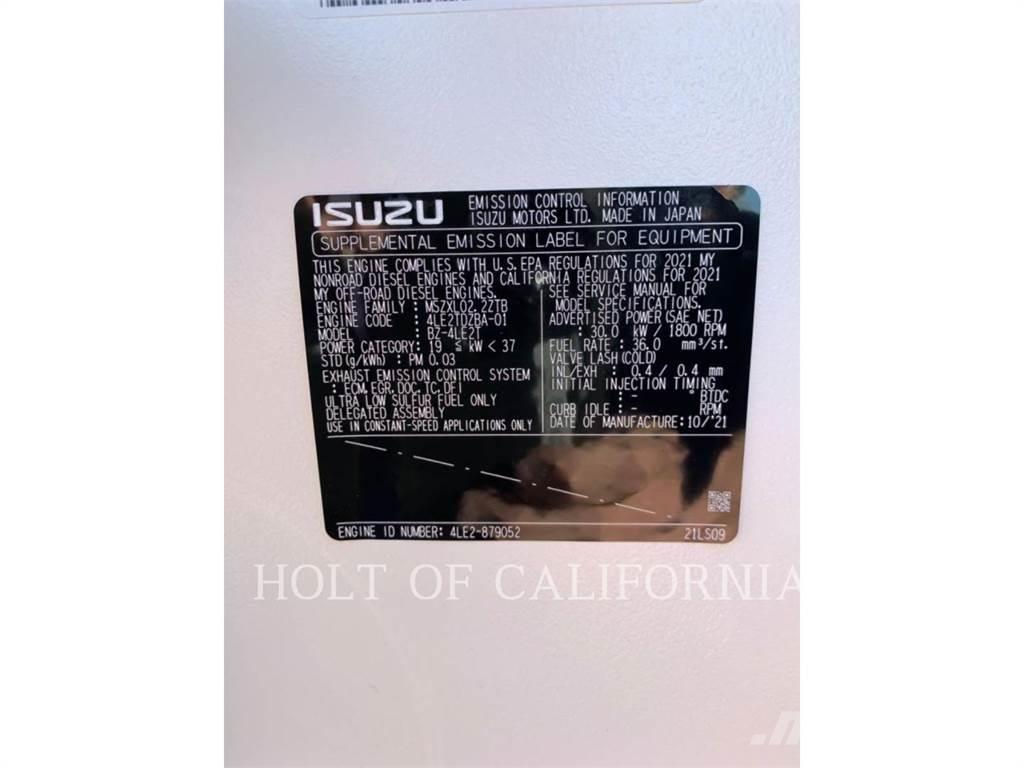 ISUZU EMISSION CONTROL INFORMATION
ISUZU MOTORS LTD. MADE IN JAPAN
SUPPLEMENTAL EMISSION LABEL FOR EQUIPMENT
THIS ENGINE COMPLIES WITH U.S.EPA REGULATIONS FOR 2021 MY
NONROAD DIESEL ENGINES AND CALIFORNIA REGULATIONS FOR 2021
MY OFF-ROAD DIESEL ENGINES.
ENGINE FAMILY : MSZXL02.2ZTB
ENGINE CODE : 4LE2TDZBA-01
MODEL : BZ-4LE2T
POWER CATEGORY: 19 ≦ kW < 37
STD(g/kWh) : PM 0.03
EXHAUST EMISSION CONTROL SYSTEM
: ECM,EGR,DOC,TC,DFI
ULTRA LOW SULFUR FUEL ONLY
DELEGATED ASSEMBLY
USE IN CONSTANT-SPEED APPLICATIONS ONLY
SEE SERVICE MANUAL FOR
MODEL SPECIFICATIONS.
ADVERTISED POWER(SAE NET)
: 30.0 kW / 1800 RPM
FUEL RATE : 36.0 mm³/st.
VALVE LASH(COLD)
INL/EXH : 0.4 / 0.4 mm
INITIAL INJECTION TIMING
: - ° BTDC
CURB IDLE : - RPM
DATE OF MANUFACTURE: 10/'21
ENGINE ID NUMBER: 4LE2-879052
21LS09
HOLT OF CALIFORNIA